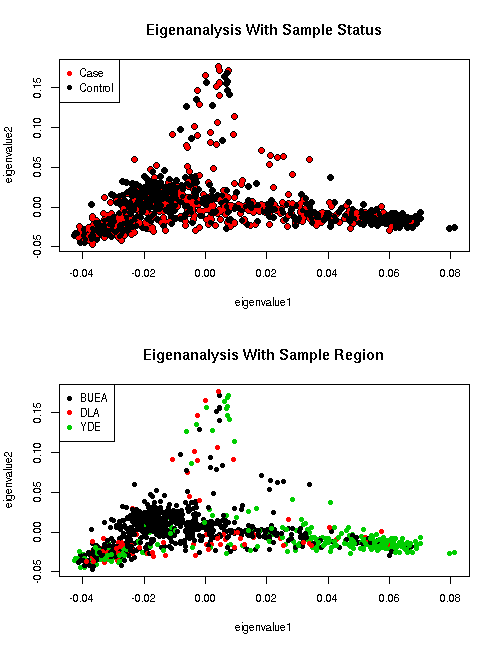 Eigenanalysis With Sample Status
Case
Control
eigenvalue2
-0.05 0.00 0.05 0.10 0.15
-0.04 -0.02 0.00 0.02 0.04 0.06 0.08
eigenvalue1
Eigenanalysis With Sample Region
BUEA
DLA
YDE
eigenvalue2
-0.05 0.00 0.05 0.10 0.15
-0.04 -0.02 0.00 0.02 0.04 0.06 0.08
eigenvalue1